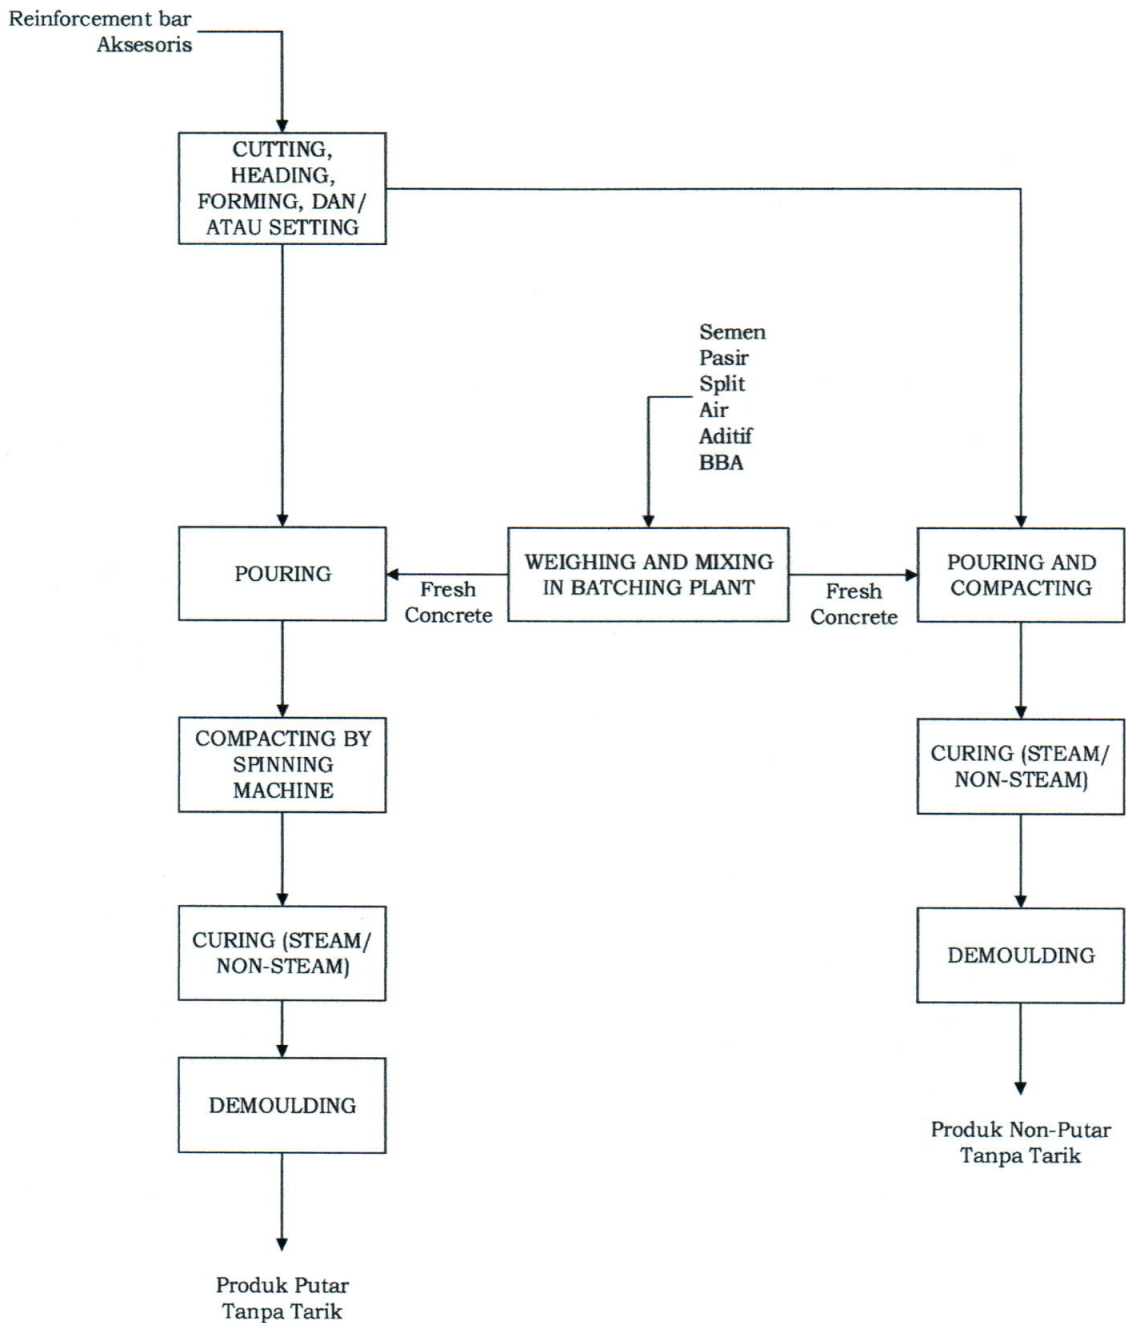 Reinforcement bar
Aksesoris
CUTTING,
HEADING,
FORMING, DAN/
ATAU SETTING
Semen
Pasir
Split
Air
Aditif
BBA
POURING
Fresh
Concrete
WEIGHING AND MIXING
IN BATCHING PLANT
Fresh
Concrete
POURING AND
COMPACTING
COMPACTING BY
SPINNING
MACHINE
CURING (STEAM/
NON-STEAM)
CURING (STEAM/
NON-STEAM)
DEMOULDING
DEMOULDING
Produk Non-Putar
Tanpa Tarik
Produk Putar
Tanpa Tarik